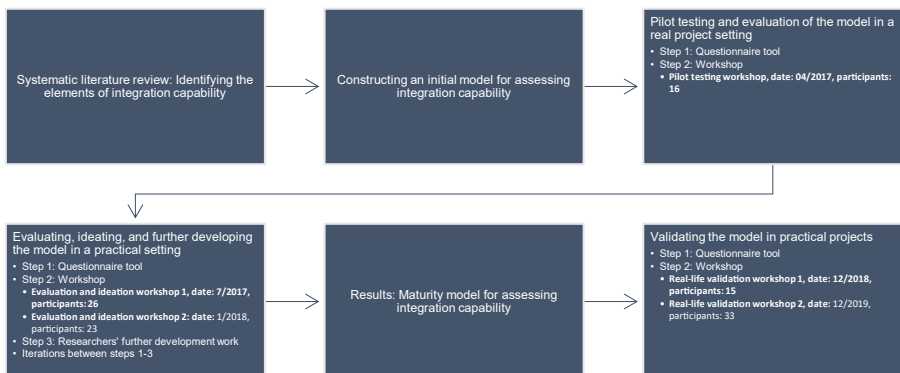 Systematic literature review: Identifying the
elements of integration capability
Constructing an initial model for assessing
integration capability
Pilot testing and evaluation of the model in a
real project setting
• Step 1: Questionnaire tool
• Step 2: Workshop
• Pilot testing workshop, date: 04/2017, participants:
16
Evaluating, ideating, and further developing
the model in a practical setting
• Step 1: Questionnaire tool
• Step 2: Workshop
• Evaluation and ideation workshop 1, date: 7/2017,
participants: 26
• Evaluation and ideation workshop 2: date: 1/2018,
participants: 23
• Step 3: Researchers' further development work
• Iterations between steps 1-3
Results: Maturity model for assessing
integration capability
Validating the model in practical projects
• Step 1: Questionnaire tool
• Step 2: Workshop
• Real-life validation workshop 1, date: 12/2018,
participants: 15
• Real-life validation workshop 2, date: 12/2019,
participants: 33